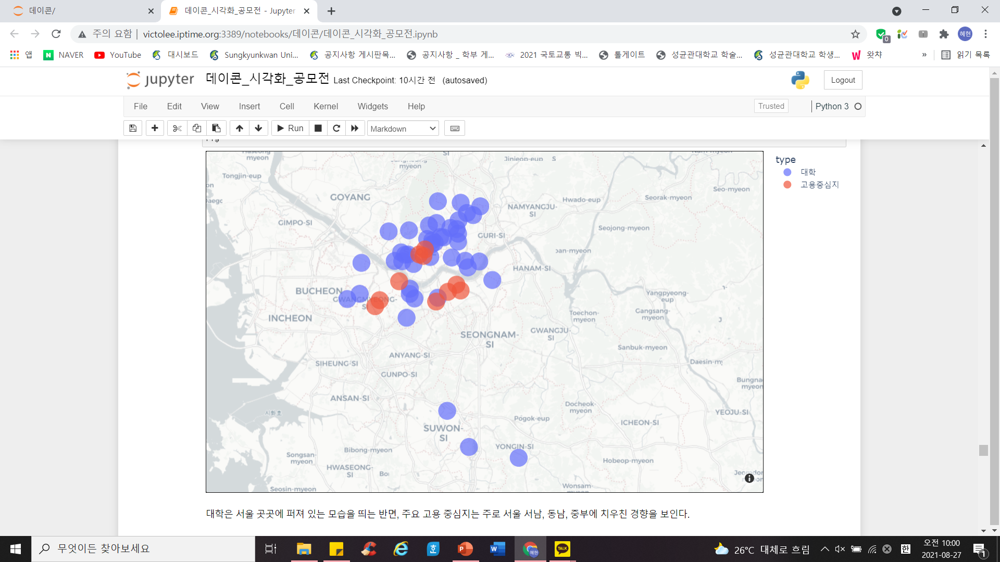 데이콘/
데이콘_시각화_공모전 - Jupyter
주의 요함 | victolee.iptime.org:3389/notebooks/데이콘/데이콘_시각화_공모전.ipynb
0
혜현
앱 NAVER YouTube 대시보드 Sungkyunkwan Uni... 공지사항 게시판목... 공지사항 _ 학부 게... 2021 국토교통 빅... 톨게이트 성균관대학교 학술... 성균관대학교 학생... 왓챠 » 읽기 목록
jupyter 데이콘_시각화_공모전 Last Checkpoint: 10시간 전 (autosaved)
Logout
File Edit View Insert Cell Kernel Widgets Help
Trusted
Python 3
Run
Markdown
type
대학
고용중심지
myeon
SI
Jinieon-eup S
myeon
Tongjin-eup
Seo-myeon
GOYANG
Hwado-eup
Seorak-myeon
NAMYANGJU-
SI
GIMPO-SI
Seojong-myeon
GURI-SI
HANAM-SI
BUCHEON
Yangpyeong-
eup
INCHEON
Toechon-
myeon
Gangsang-
myeon
J
SEONGNAM-
SI
GWANGJU-
SI
Sanbuk-myeon
ANYANG-SI
SIHEUNG-SI
Daesin-my
GUNPO-SI
Bungna
myeon
ANSAN-SI
Docheok-
myeon
시화호
Pogok-eup
YEOJU-SI
ICHEON-SI
SUWON-
SI
Bibong-myeon
YONGIN-SI
Songsan-
myeon
Hobeop-myeon
HWASEONG-
SI
Seosin-myeon
Wonsam-
대학은 서울 곳곳에 퍼져 있는 모습을 띄는 반면, 주요 고용 중심지는 주로 서울 서남, 동남, 중부에 치우친 경향을 보인다.
무엇이든 찾아보세요
호
TALK
26°C 대체로 흐림
한
오전 10:00
2021-08-27
1